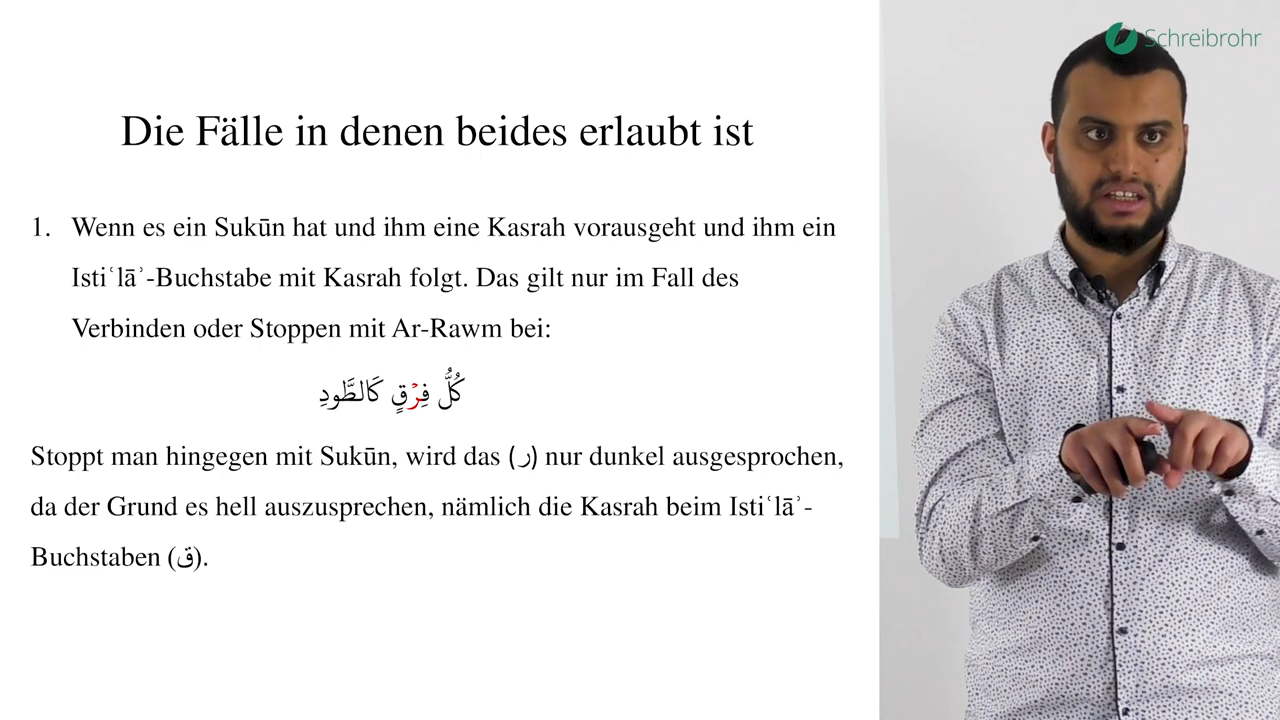 Schreibrohr
Die Fälle in denen beides erlaubt ist
1. Wenn es ein Sukūn hat und ihm eine Kasrah vorausgeht und ihm ein
Istiʿlāʾ-Buchstabe mit Kasrah folgt. Das gilt nur im Fall des
Verbinden oder Stoppen mit Ar-Rawm bei:
كُلُّ فِرْقٍ كَالطَّودِ
Stoppt man hingegen mit Sukūn, wird das (ر) nur dunkel ausgesprochen,
da der Grund es hell auszusprechen, nämlich die Kasrah beim Istiʿlāʾ-
Buchstaben (ق).